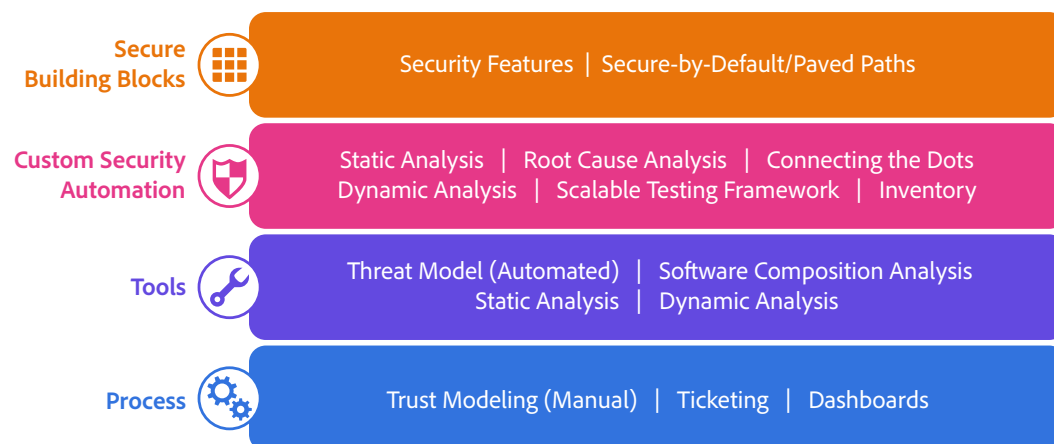 Secure
Building Blocks
Security Features | Secure-by-Default/Paved Paths
Custom Security
Automation
Static Analysis | Root Cause Analysis | Connecting the Dots
Dynamic Analysis | Scalable Testing Framework | Inventory
Tools
Threat Model (Automated) | Software Composition Analysis
Static Analysis | Dynamic Analysis
Process
Trust Modeling (Manual) | Ticketing | Dashboards